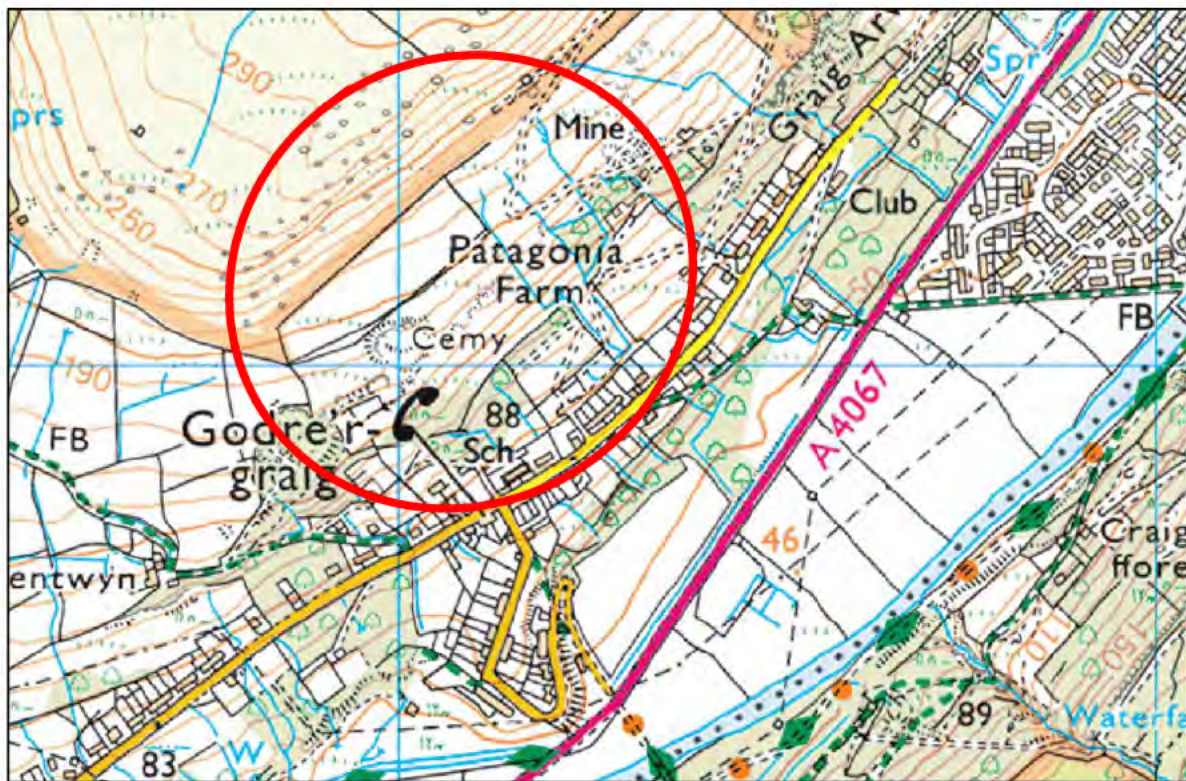 290
prs
270
250
Mine
Graig Arw
Spr
Club
Patagonia
Farm
Cemy
190
FB
FB
Godre'r-
graig
88
Sch
A 4067
46
Craig
ffore
entwyn
110
150
89
Waterfa
83
W